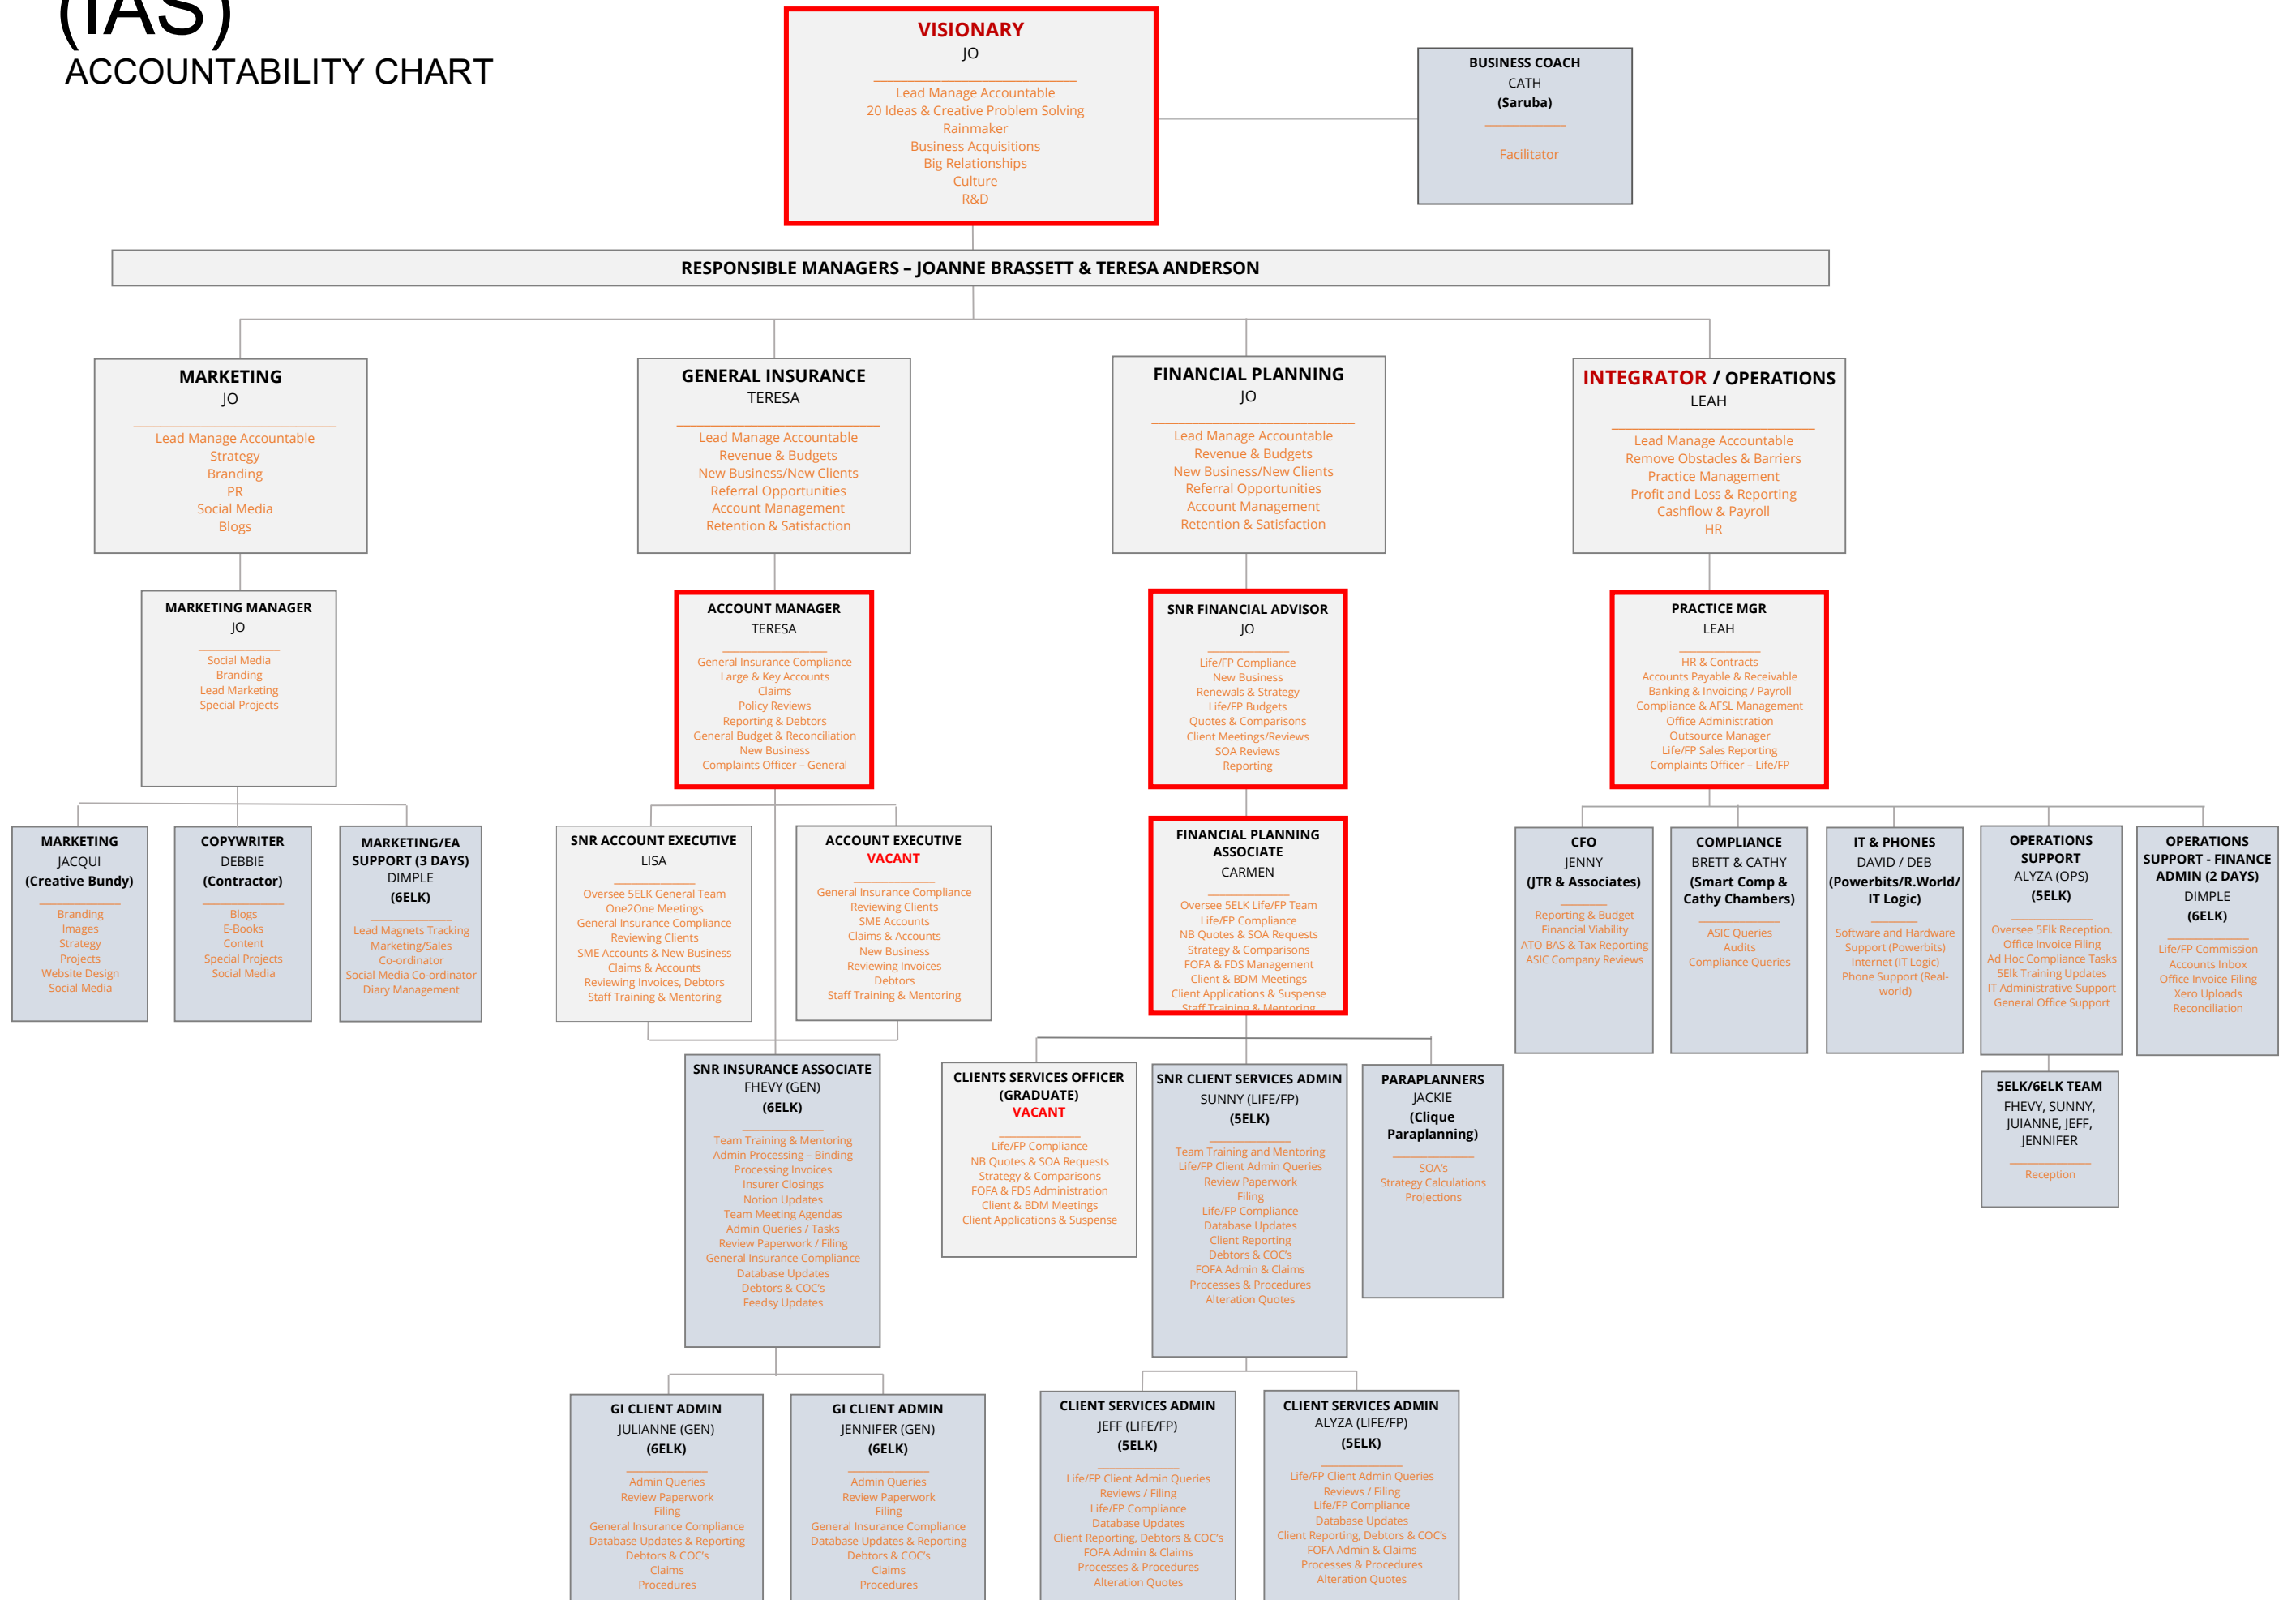 (IAS)
ACCOUNTABILITY CHART
VISIONARY
JO
Lead Manage Accountable
20 Ideas & Creative Problem Solving
Rainmaker
Business Acquisitions
Big Relationships
Culture
R&D
BUSINESS COACH
CATH
(Saruba)
Facilitator
RESPONSIBLE MANAGERS – JOANNE BRASSETT & TERESA ANDERSON
MARKETING
JO
Lead Manage Accountable
Strategy
Branding
PR
Social Media
Blogs
GENERAL INSURANCE
TERESA
Lead Manage Accountable
Revenue & Budgets
New Business/New Clients
Referral Opportunities
Account Management
Retention & Satisfaction
FINANCIAL PLANNING
JO
Lead Manage Accountable
Revenue & Budgets
New Business/New Clients
Referral Opportunities
Account Management
Retention & Satisfaction
INTEGRATOR / OPERATIONS
LEAH
Lead Manage Accountable
Remove Obstacles & Barriers
Practice Management
Profit and Loss & Reporting
Cashflow & Payroll
HR
MARKETING MANAGER
JO
Social Media
Branding
Lead Marketing
Special Projects
ACCOUNT MANAGER
TERESA
General Insurance Compliance
Large & Key Accounts
Claims
Policy Reviews
Reporting & Debtors
General Budget & Reconciliation
New Business
Complaints Officer – General
SNR FINANCIAL ADVISOR
JO
Life/FP Compliance
New Business
Renewals & Strategy
Life/FP Budgets
Quotes & Comparisons
Client Meetings/Reviews
SOA Reviews
Reporting
PRACTICE MGR
LEAH
HR & Contracts
Accounts Payable & Receivable
Banking & Invoicing / Payroll
Compliance & AFSL Management
Office Administration
Outsource Manager
Life/FP Sales Reporting
Complaints Officer – Life/FP
MARKETING
JACQUI
(Creative Bundy)
Branding
Images
Strategy
Projects
Website Design
Social Media
COPYWRITER
DEBBIE
(Contractor)
Blogs
E-Books
Content
Special Projects
Social Media
MARKETING/EA
SUPPORT (3 DAYS)
DIMPLE
(6ELK)
Lead Magnets Tracking
Marketing/Sales
Co-ordinator
Social Media Co-ordinator
Diary Management
SNR ACCOUNT EXECUTIVE
LISA
Oversee 5ELK General Team
One2One Meetings
General Insurance Compliance
Reviewing Clients
SME Accounts & New Business
Claims & Accounts
Reviewing Invoices, Debtors
Staff Training & Mentoring
ACCOUNT EXECUTIVE
VACANT
General Insurance Compliance
Reviewing Clients
SME Accounts
Claims & Accounts
New Business
Reviewing Invoices
Debtors
Staff Training & Mentoring
FINANCIAL PLANNING
ASSOCIATE
CARMEN
Oversee 5ELK Life/FP Team
Life/FP Compliance
NB Quotes & SOA Requests
Strategy & Comparisons
FOFA & FDS Management
Client & BDM Meetings
Client Applications & Suspense
Staff Training & Mentoring
CFO
JENNY
(JTR & Associates)
Reporting & Budget
Financial Viability
ATO BAS & Tax Reporting
ASIC Company Reviews
COMPLIANCE
BRETT & CATHY
(Smart Comp &
Cathy Chambers)
ASIC Queries
Audits
Compliance Queries
IT & PHONES
DAVID / DEB
(Powerbits/R.World/
IT Logic)
Software and Hardware
Support (Powerbits)
Internet (IT Logic)
Phone Support (Real-
world)
OPERATIONS
SUPPORT
ALYZA (OPS)
(5ELK)
Oversee 5Elk Reception.
Office Invoice Filing
Ad Hoc Compliance Tasks
5Elk Training Updates
IT Administrative Support
General Office Support
OPERATIONS
SUPPORT - FINANCE
ADMIN (2 DAYS)
DIMPLE
(6ELK)
Life/FP Commission
Accounts Inbox
Office Invoice Filing
Xero Uploads
Reconciliation
SNR INSURANCE ASSOCIATE
FHEVY (GEN)
(6ELK)
Team Training & Mentoring
Admin Processing – Binding
Processing Invoices
Insurer Closings
Notion Updates
Team Meeting Agendas
Admin Queries / Tasks
Review Paperwork / Filing
General Insurance Compliance
Database Updates
Debtors & COC's
Feedsy Updates
CLIENTS SERVICES OFFICER
(GRADUATE)
VACANT
Life/FP Compliance
NB Quotes & SOA Requests
Strategy & Comparisons
FOFA & FDS Administration
Client & BDM Meetings
Client Applications & Suspense
SNR CLIENT SERVICES ADMIN
SUNNY (LIFE/FP)
(5ELK)
Team Training and Mentoring
Life/FP Client Admin Queries
Review Paperwork
Filing
Life/FP Compliance
Database Updates
Client Reporting
Debtors & COC's
FOFA Admin & Claims
Processes & Procedures
Alteration Quotes
PARAPLANNERS
JACKIE
(Clique
Paraplanning)
SOA's
Strategy Calculations
Projections
5ELK/6ELK TEAM
FHEVY, SUNNY,
JUIANNE, JEFF,
JENNIFER
Reception
GI CLIENT ADMIN
JULIANNE (GEN)
(6ELK)
Admin Queries
Review Paperwork
Filing
General Insurance Compliance
Database Updates & Reporting
Debtors & COC's
Claims
Procedures
GI CLIENT ADMIN
JENNIFER (GEN)
(6ELK)
Admin Queries
Review Paperwork
Filing
General Insurance Compliance
Database Updates & Reporting
Debtors & COC's
Claims
Procedures
CLIENT SERVICES ADMIN
JEFF (LIFE/FP)
(5ELK)
Life/FP Client Admin Queries
Reviews / Filing
Life/FP Compliance
Database Updates
Client Reporting, Debtors & COC's
FOFA Admin & Claims
Processes & Procedures
Alteration Quotes
CLIENT SERVICES ADMIN
ALYZA (LIFE/FP)
(5ELK)
Life/FP Client Admin Queries
Reviews / Filing
Life/FP Compliance
Database Updates
Client Reporting, Debtors & COC's
FOFA Admin & Claims
Processes & Procedures
Alteration Quotes